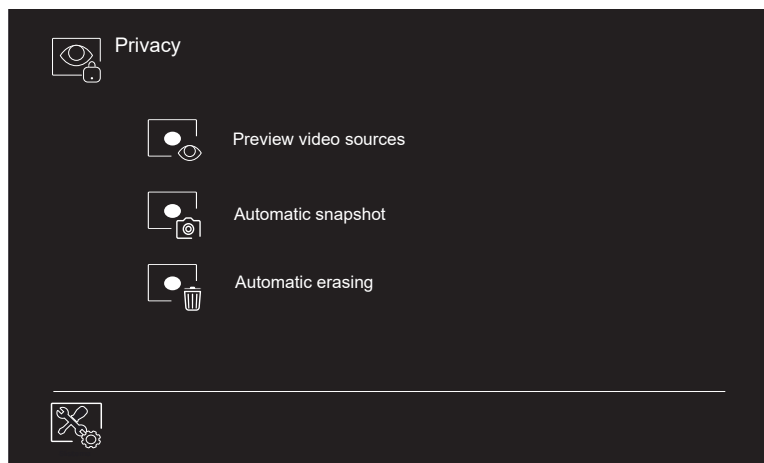 Privacy
Preview video sources
Automatic snapshot
Automatic erasing